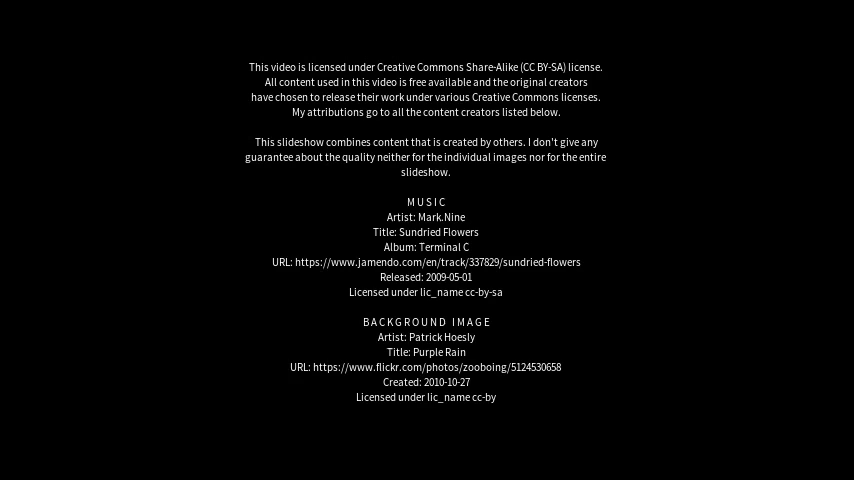 This video is licensed under Creative Commons Share-Alike (CC BY-SA) license.
All content used in this video is free available and the original creators
have chosen to release their work under various Creative Commons licenses.
My attributions go to all the content creators listed below.
This slideshow combines content that is created by others. I don't give any
guarantee about the quality neither for the individual images nor for the entire
slideshow.
MUSIC
Artist: Mark.Nine
Title: Sundried Flowers
Album: Terminal C
URL: https://www.jamendo.com/en/track/337829/sundried-flowers
Released: 2009-05-01
Licensed under lic_name cc-by-sa
BACKGROUND IMAGE
Artist: Patrick Hoesly
Title: Purple Rain
URL: https://www.flickr.com/photos/zooboing/5124530658
Created: 2010-10-27
Licensed under lic_name cc-by